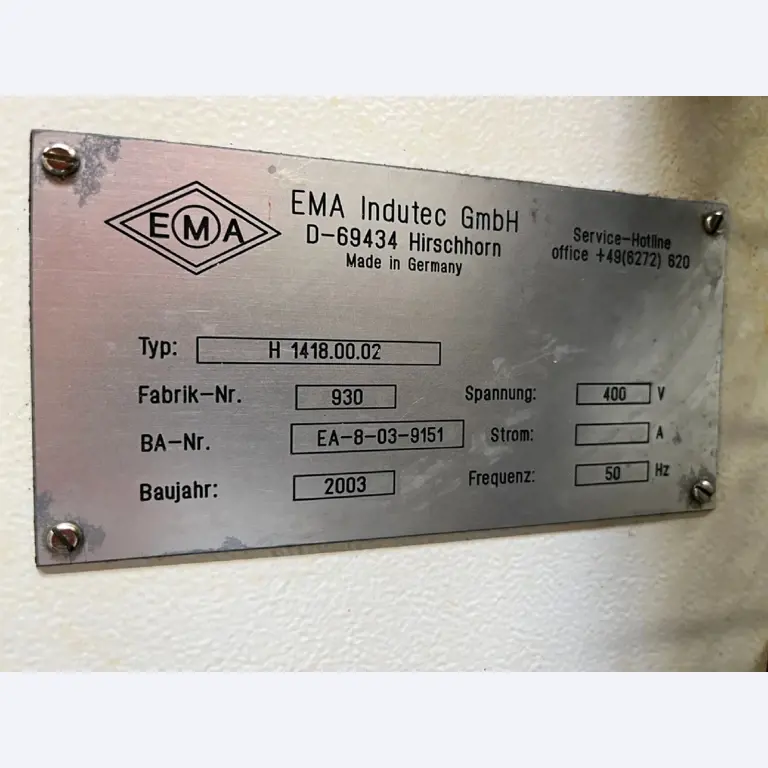 EMA
EMA Indutec GmbH
D-69434 Hirschhorn
Made in Germany
Service-Hotline
office +49(6272) 620
Typ: H 1418.00.02
Fabrik-Nr. 930
Spannung: 400 V
BA-Nr. EA-8-03-9151
Strom: A
Baujahr: 2003
Frequenz: 50 Hz